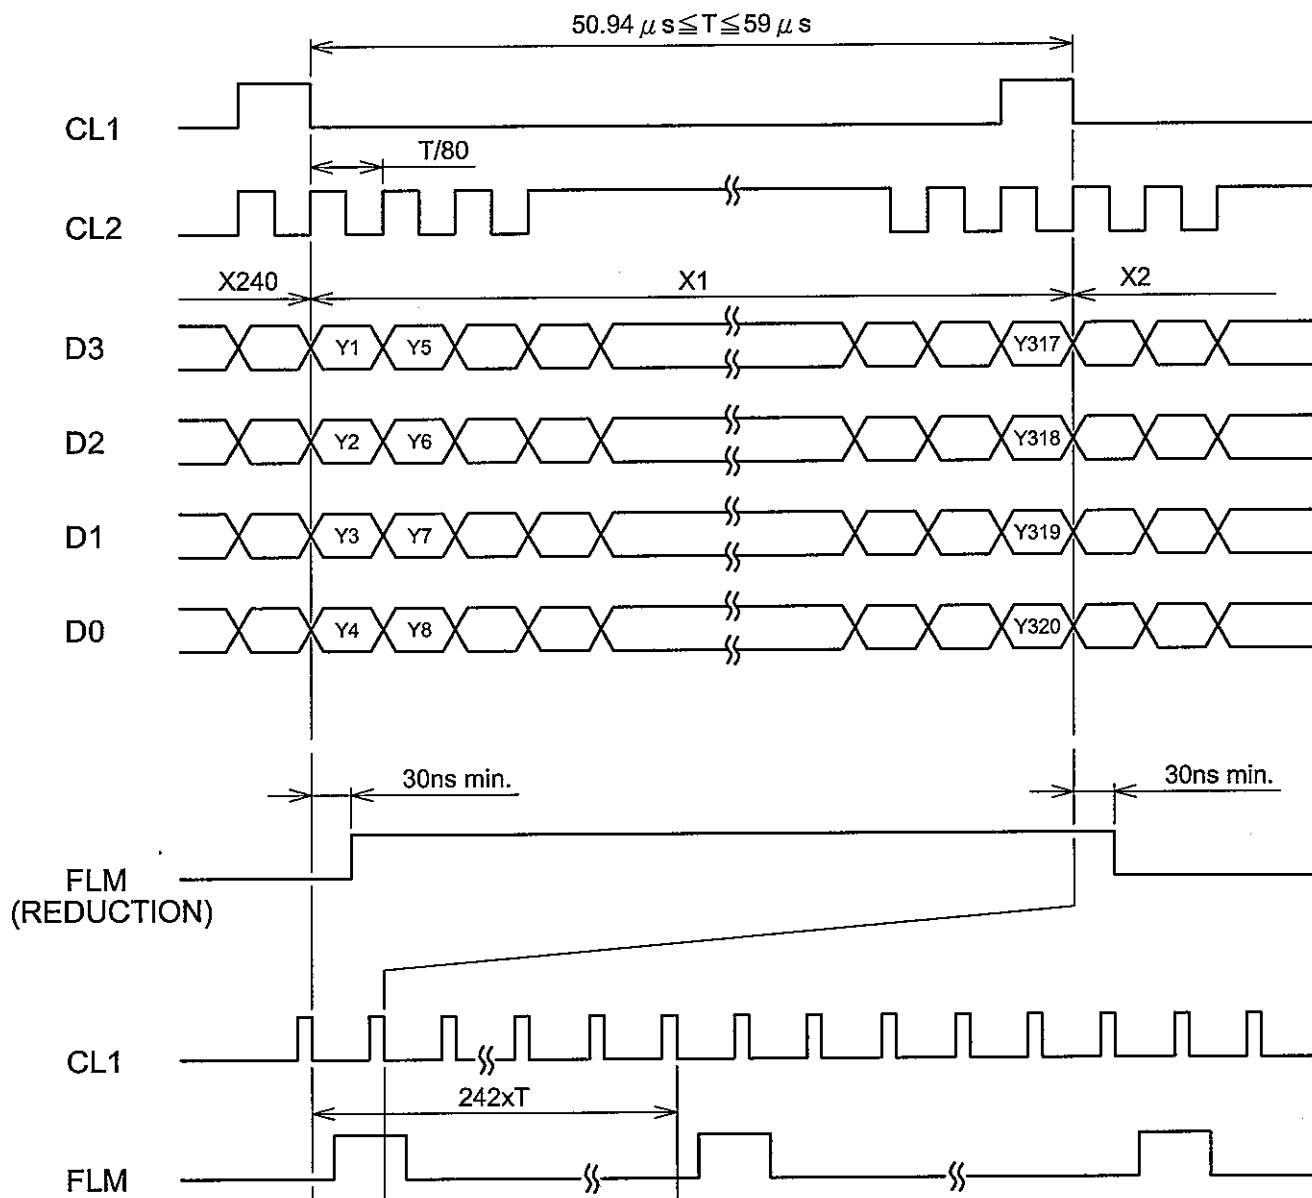 50.94 μs≦T≦59 μs
CL1
T/80
CL2
X240 X1 X2
D3 Y1 Y5 Y317
D2 Y2 Y6 Y318
D1 Y3 Y7 Y319
D0 Y4 Y8 Y320
30ns min. 30ns min.
FLM
(REDUCTION)
CL1
242xT
FLM